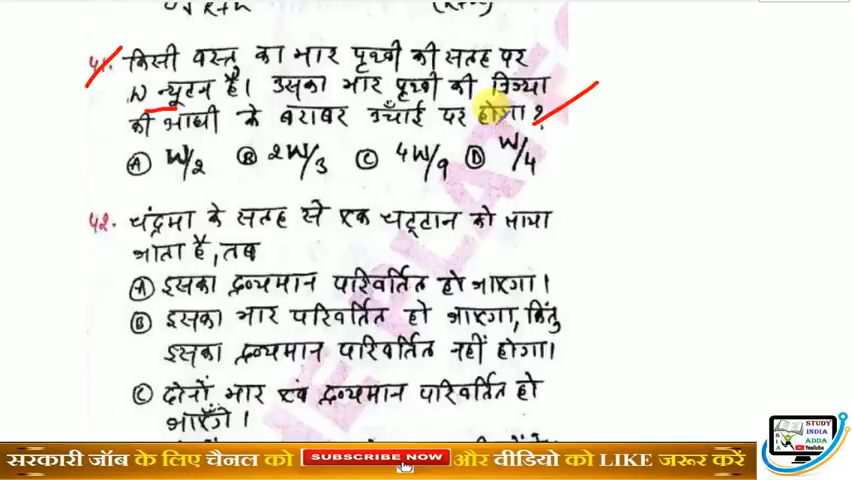 41. किसी वस्तु का भार पृथ्वी की सतह पर
W न्यूटन है। उसका भार पृथ्वी की त्रिज्या
की आधी के बराबर उँचाई पर होगा?
Ⓐ W/2 Ⓑ 2W/3 Ⓒ 4W/9 Ⓓ W/4
42. चंद्रमा के सतह से एक चट्टान को लाया
जाता है, तब
Ⓐ इसका द्रव्यमान परिवर्तित हो जाएगा।
Ⓑ इसका भार परिवर्तित हो जाएगा, किंतु
इसका द्रव्यमान परिवर्तित नहीं होगा।
Ⓒ दोनों भार एवं द्रव्यमान परिवर्तित हो
जाएँगे।
सरकारी जॉब के लिए चैनल को SUBSCRIBE NOW और वीडियो को LIKE जरूर करें
STUDY
INDIA
ADDA
YouTube